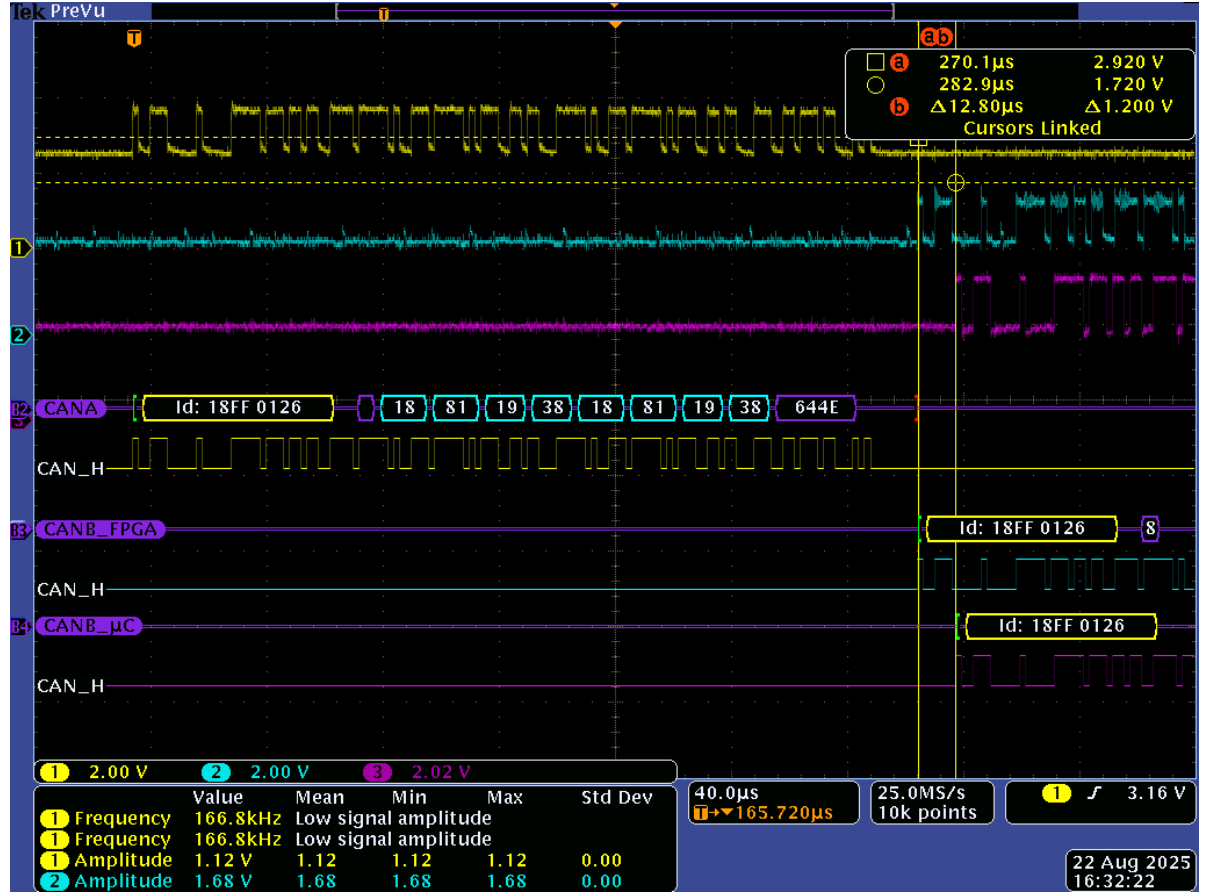 Tek PreVu
T
T
a b
a 270.1µs 2.920 V
282.9µs 1.720 V
b Δ12.80µs Δ1.200 V
Cursors Linked
1
2
B2 CANA Id: 18FF 0126 18 81 19 38 18 81 19 38 644E
3
CAN_H
B3 CANB_FPGA Id: 18FF 0126 8
CAN_H
B4 CANB_µC Id: 18FF 0126
CAN_H
1 2.00 V 2 2.00 V 3 2.02 V
Value Mean Min Max Std Dev
1 Frequency 166.8kHz Low signal amplitude
1 Frequency 166.8kHz Low signal amplitude
1 Amplitude 1.12 V 1.12 1.12 1.12 0.00
2 Amplitude 1.68 V 1.68 1.68 1.68 0.00
40.0µs
T→▼165.720µs
25.0MS/s
10k points
1 3.16 V
22 Aug 2025
16:32:22